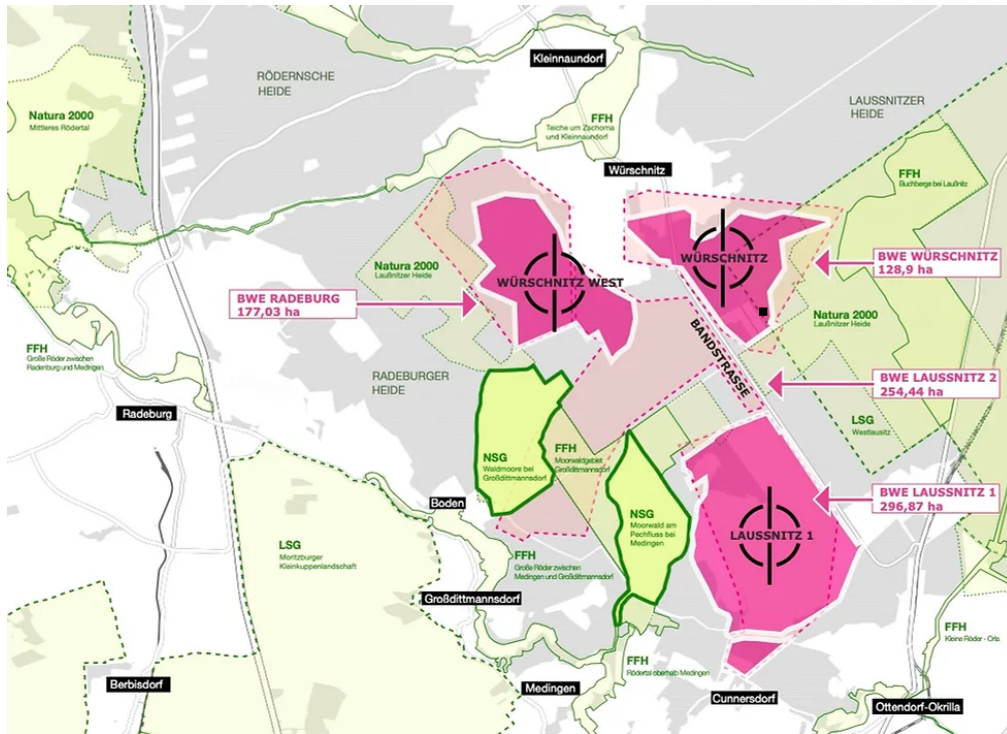 Kleinnaundorf
RÖDERNSCHE
HEIDE
LAUSSNITZER
HEIDE
Natura 2000
Mittleres Rödertal
FFH
Teiche um Zschorna
und Kleinnaundorf
Würschnitz
FFH
Buchberge bei Laußnitz
Natura 2000
Laußnitzer Heide
WÜRSCHNITZ WEST
WÜRSCHNITZ
BWE WÜRSCHNITZ
128,9 ha
BWE RADEBURG
177,03 ha
Natura 2000
Laußnitzer Heide
FFH
Große Röder zwischen
Radenburg und Medingen
RADEBURGER
HEIDE
BANDSTRASSE
BWE LAUSSNITZ 2
254,44 ha
Radeburg
LSG
Westlausitz
NSG
Waldmoore bei
Großdittmannsdorf
FFH
Moorwaldgebiet
Großdittmannsdorf
BWE LAUSSNITZ 1
296,87 ha
Boden
NSG
Moorwald am
Pechfluss bei
Medingen
LAUSSNITZ 1
LSG
Moritzburger
Kleinkuppenlandschaft
FFH
Große Röder zwischen
Medingen und Großdittmannsdorf
Großdittmannsdorf
FFH
Kleine Röder - Orla
FFH
Rödertal oberhalb Medingen
Berbisdorf
Medingen
Cunnersdorf
Ottendorf-Okrilla